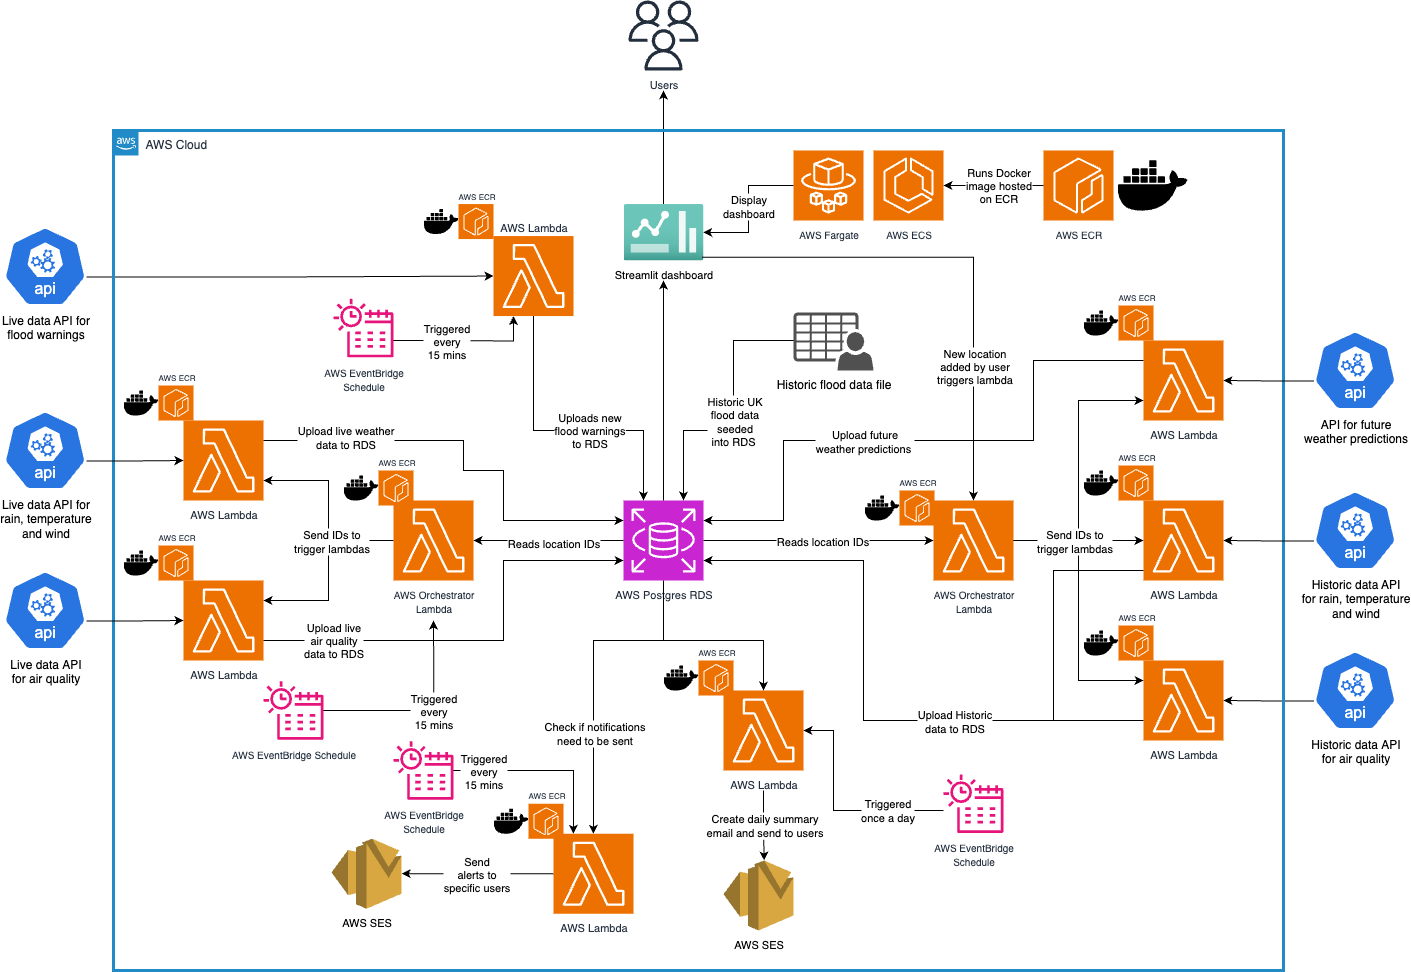 Users
aws
AWS Cloud
Runs Docker
image hosted
on ECR
Display
dashboard
AWS Fargate
AWS ECS
AWS ECR
AWS ECR
AWS Lambda
Streamlit dashboard
api
Live data API for
flood warnings
Triggered
every
15 mins
AWS EventBridge
Schedule
Historic flood data file
New location
added by user
triggers lambda
AWS ECR
AWS Lambda
api
API for future
weather predictions
AWS ECR
Upload live weather
data to RDS
Uploads new
flood warnings
to RDS
Historic UK
flood data
seeded
into RDS
Upload future
weather predictions
api
Live data API for
rain, temperature
and wind
AWS Lambda
AWS ECR
Send IDs to
trigger lambdas
AWS Orchestrator
Lambda
Reads location IDs
AWS Postgres RDS
Reads location IDs
AWS ECR
AWS Orchestrator
Lambda
Send IDs to
trigger lambdas
AWS ECR
AWS Lambda
api
Historic data API
for rain, temperature
and wind
AWS ECR
api
Live data API
for air quality
AWS Lambda
Upload live
air quality
data to RDS
AWS ECR
AWS Lambda
api
Historic data API
for air quality
Upload Historic
data to RDS
AWS EventBridge Schedule
Triggered
every
15 mins
Check if notifications
need to be sent
AWS ECR
AWS Lambda
AWS EventBridge
Schedule
Triggered
every
15 mins
AWS ECR
AWS Lambda
Triggered
once a day
AWS EventBridge
Schedule
Create daily summary
email and send to users
Send
alerts to
specific users
AWS SES
AWS SES